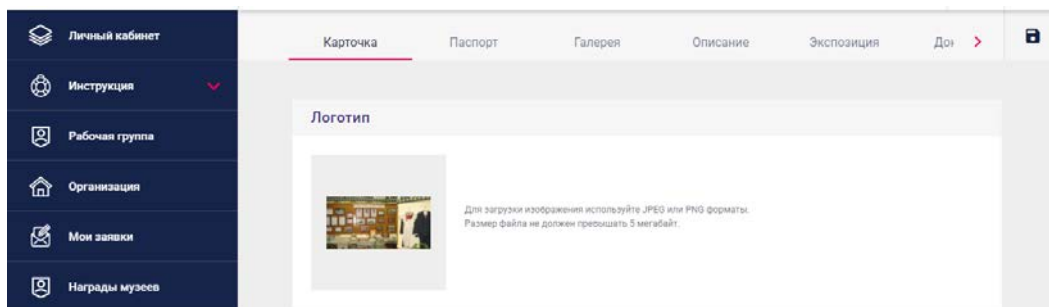 Личный кабинет
Инструкция
Рабочая группа
Организация
Мои заявки
Награды музеев
Карточка Паспорт Галерея Описание Экспозиция
Логотип
Для загрузки изображения используйте JPEG или PNG форматы.
Размер файла не должен превышать 5 мегабайт.